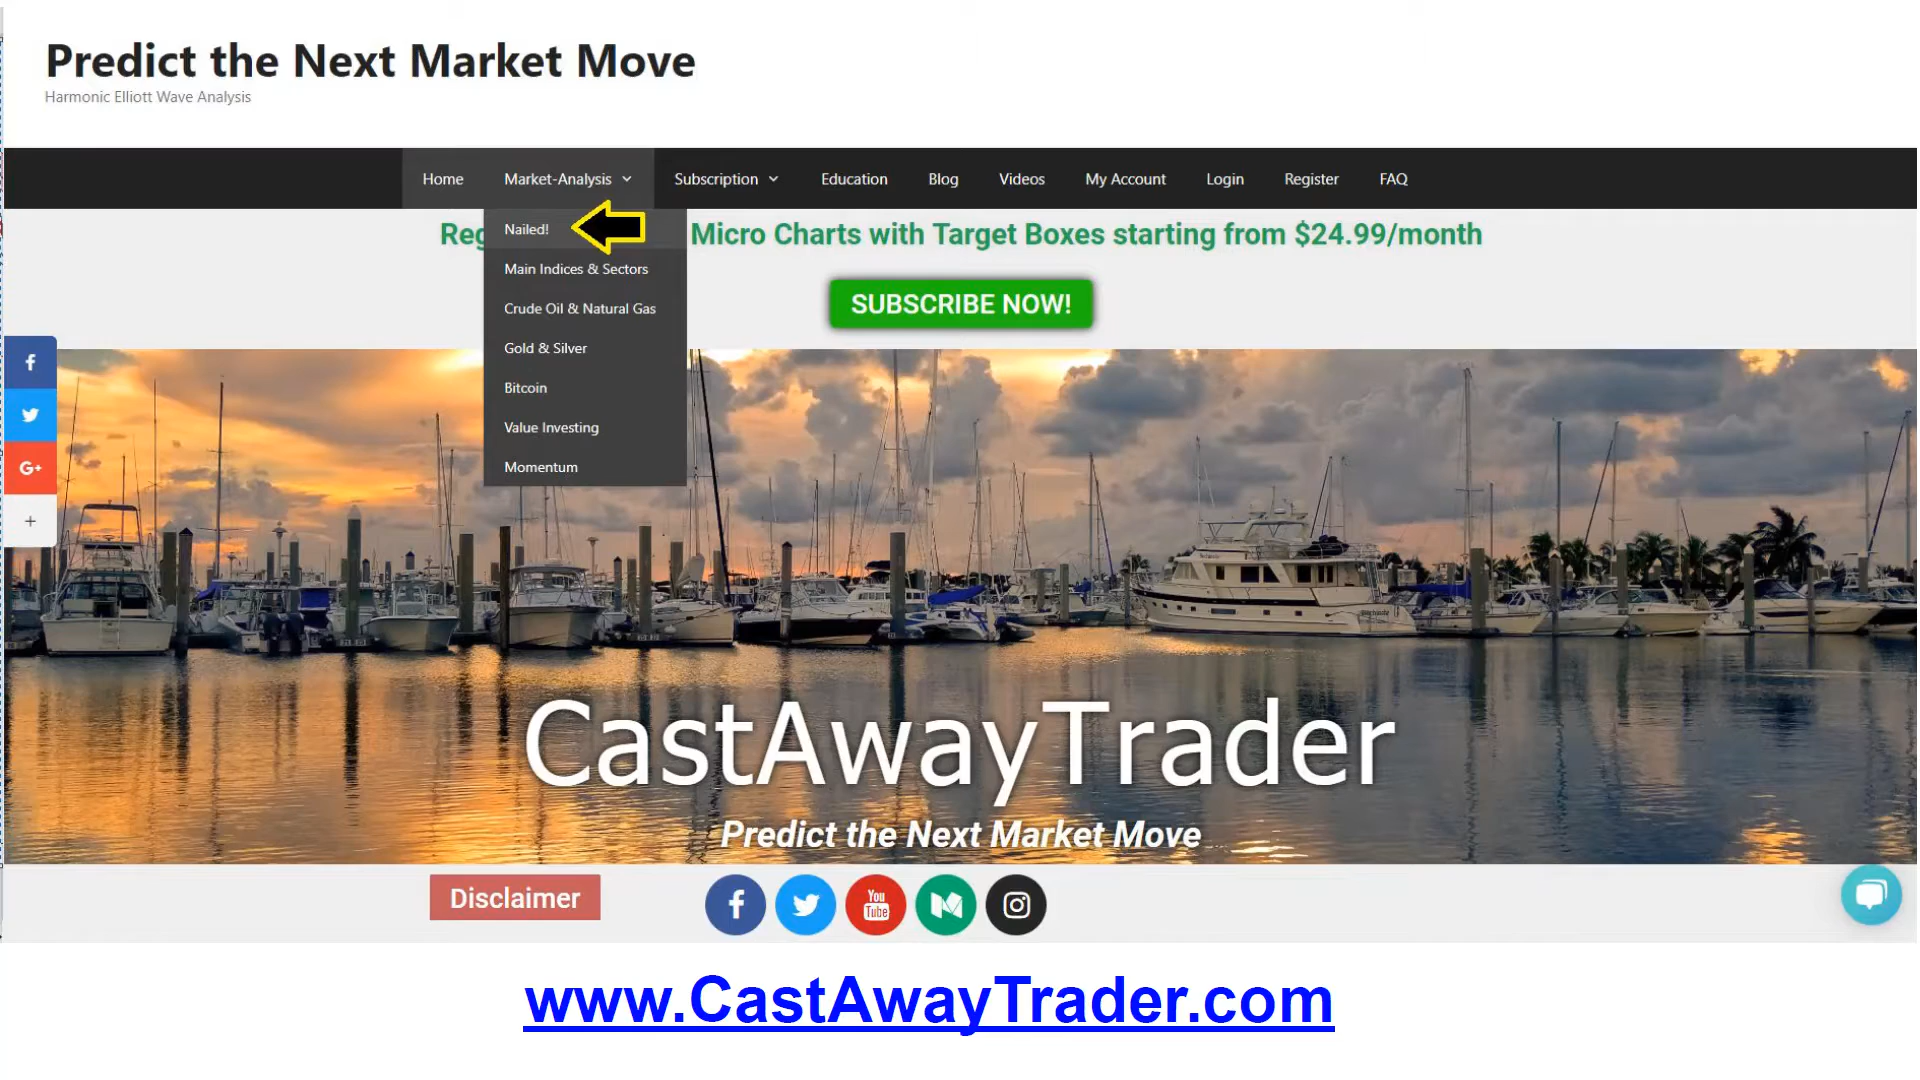 Predict the Next Market Move
Harmonic Elliott Wave Analysis
Home Market-Analysis Subscription Education Blog Videos My Account Login Register FAQ
Nailed!
Micro Charts with Target Boxes starting from $24.99/month
Main Indices & Sectors
SUBSCRIBE NOW!
Crude Oil & Natural Gas
Gold & Silver
Bitcoin
Value Investing
Momentum
CastAwayTrader
Predict the Next Market Move
Disclaimer
You
Tube
www.CastAwayTrader.com